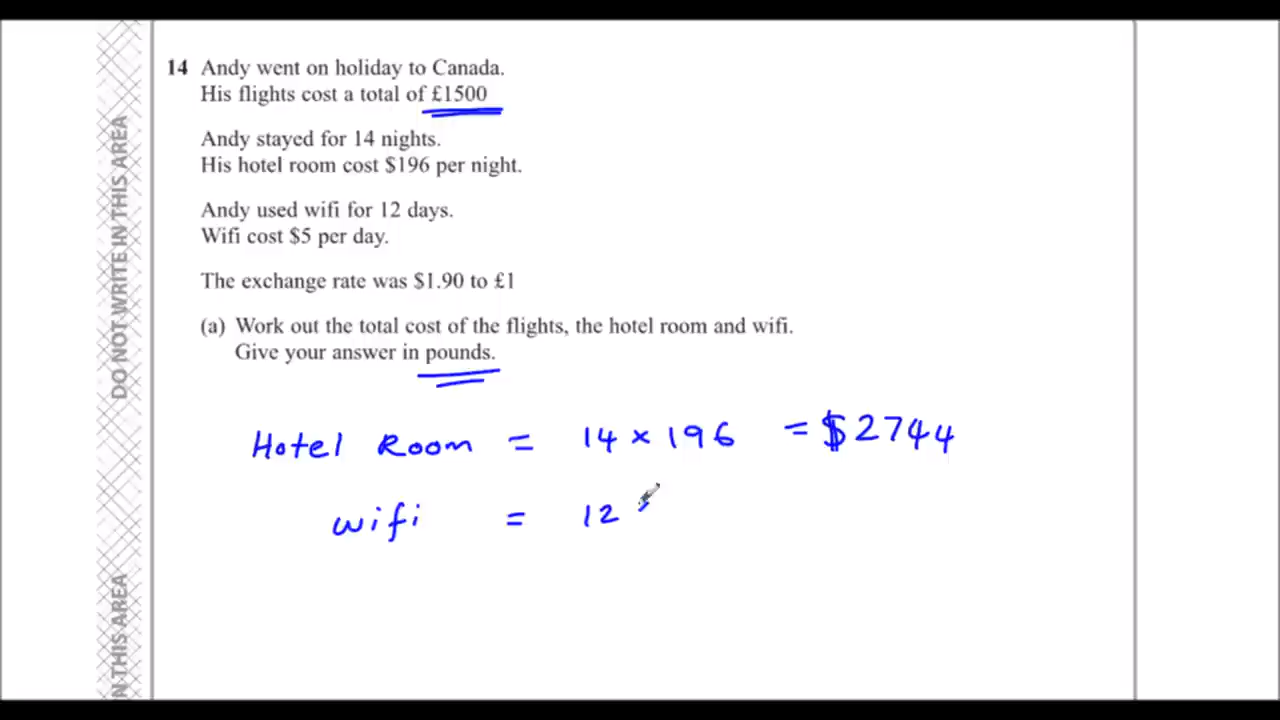 14 Andy went on holiday to Canada.
His flights cost a total of £1500
Andy stayed for 14 nights.
His hotel room cost $196 per night.
Andy used wifi for 12 days.
Wifi cost $5 per day.
The exchange rate was $1.90 to £1
(a) Work out the total cost of the flights, the hotel room and wifi.
Give your answer in pounds.
Hotel Room = 14 × 196 = $2744
wifi = 12
DO NOT WRITE IN THIS AREA
N THIS AREA